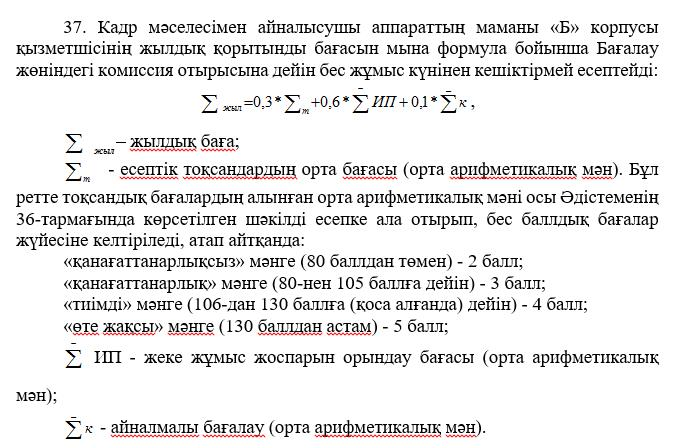 37. Кадр мәселесімен айналысушы аппараттың маманы «Б» корпусы
қызметшісінің жылдық қорытынды бағасын мына формула бойынша Бағалау
жөніндегі комиссия отырысына дейін бес жұмыс күнінен кешіктірмей есептейді:
∑ жыл =0,3*∑т+0,6*∑̄ ИП+0,1*∑̄ к ,
∑ жыл – жылдық баға;
∑т - есептік тоқсандардың орта бағасы (орта арифметикалық мән). Бұл
ретте тоқсандық бағалардың алынған орта арифметикалық мәні осы Әдістеменің
36-тармағында көрсетілген шәкілді есепке ала отырып, бес баллдық бағалар
жүйесіне келтіріледі, атап айтқанда:
«қанағаттанарлықсыз» мәнге (80 баллдан төмен) - 2 балл;
«қанағаттанарлық» мәнге (80-нен 105 баллға дейін) - 3 балл;
«тиімді» мәнге (106-дан 130 баллға (қоса алғанда) дейін) - 4 балл;
«өте жақсы» мәнге (130 баллдан астам) - 5 балл;
∑̄ ИП - жеке жұмыс жоспарын орындау бағасы (орта арифметикалық
мән);
∑̄ к - айналмалы бағалау (орта арифметикалық мән).